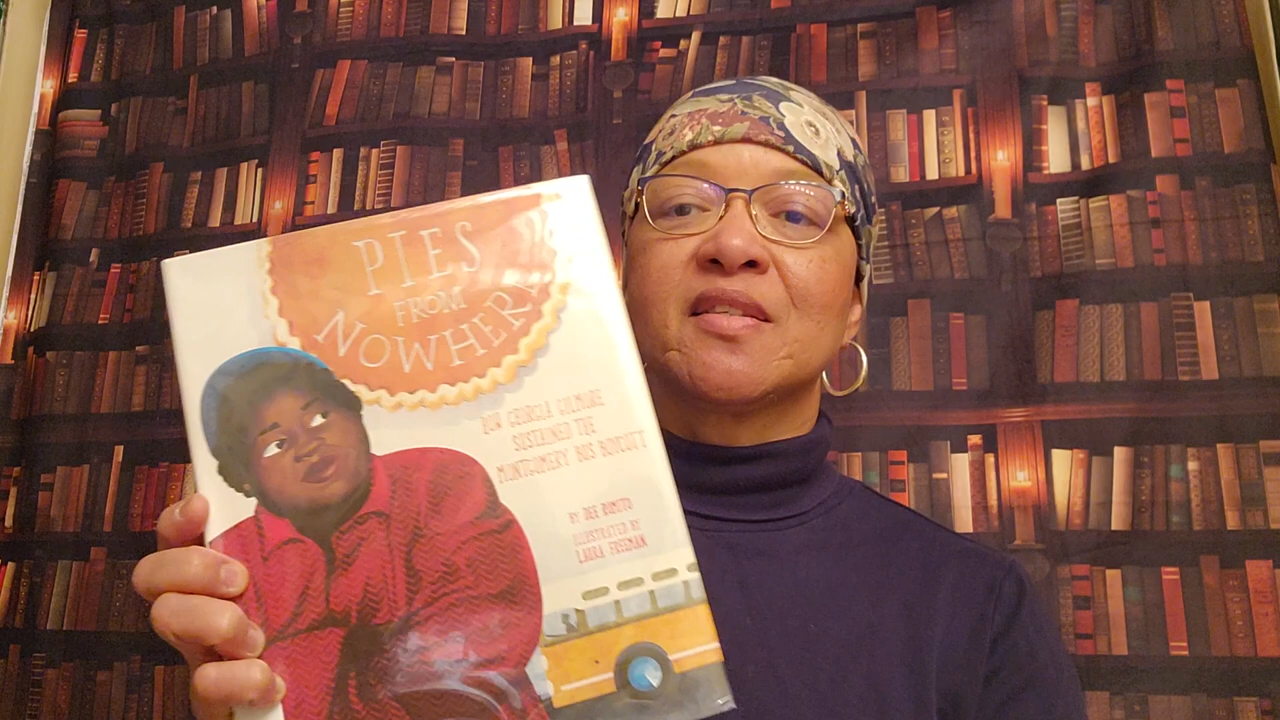 PIES
FROM
NOWHERE
HOW GEORGIA GILMORE
SUSTAINED THE
MONTGOMERY BUS BOYCOTT
BY DEE ROMITO
ILLUSTRATED BY
LAURA FREEMAN